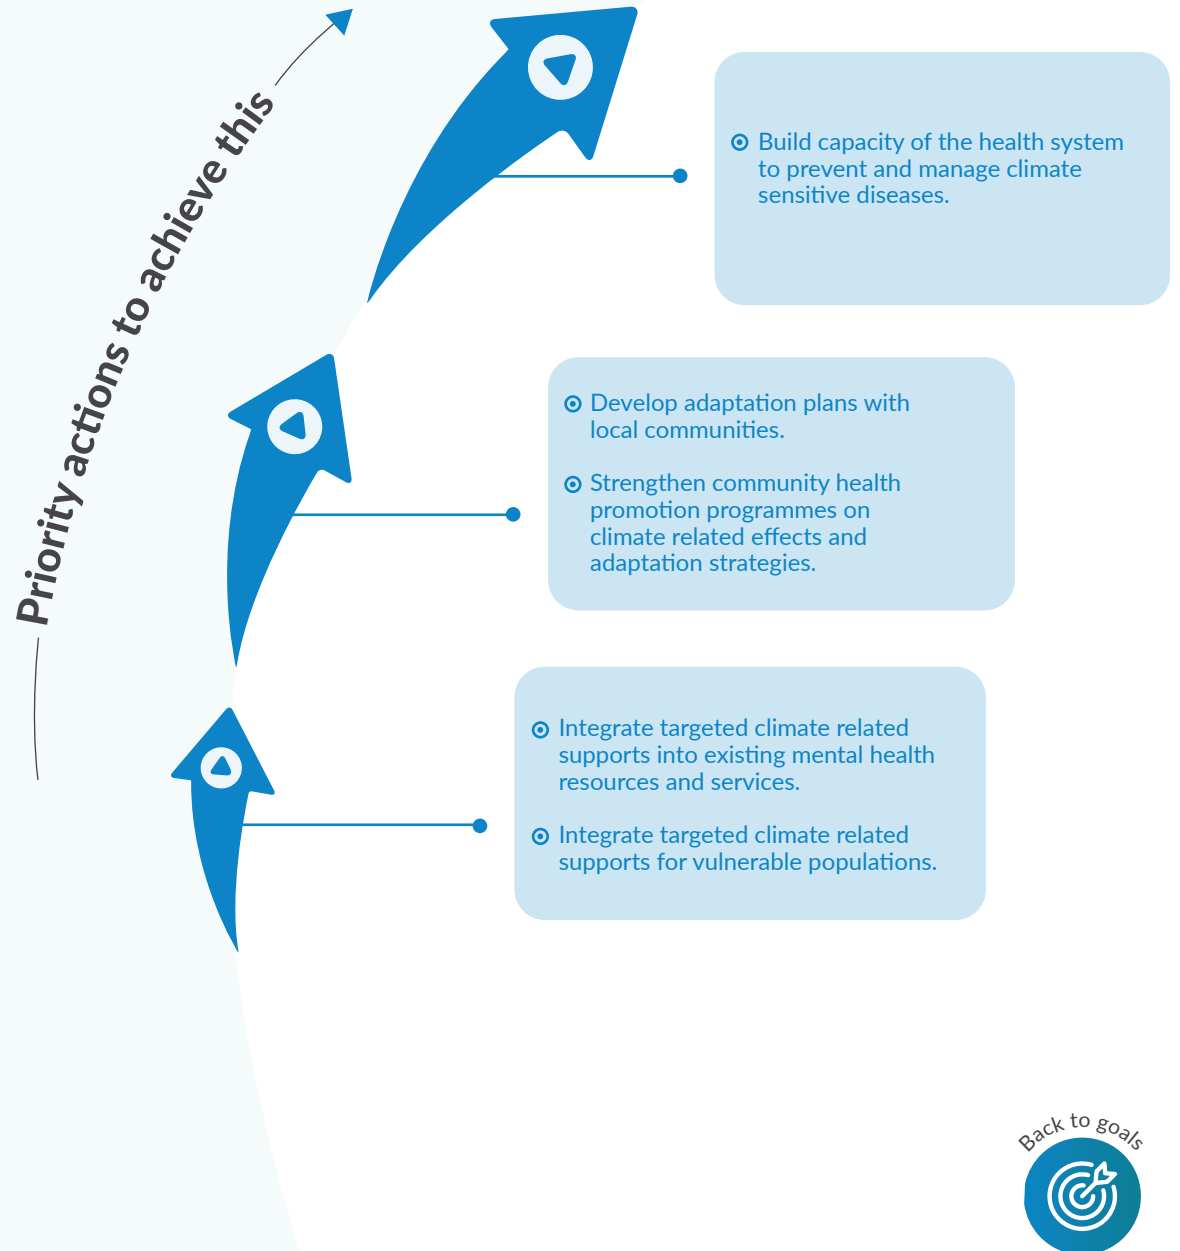 Priority actions to achieve this
Build capacity of the health system
to prevent and manage climate
sensitive diseases.
Develop adaptation plans with
local communities.
Strengthen community health
promotion programmes on
climate related effects and
adaptation strategies.
Integrate targeted climate related
supports into existing mental health
resources and services.
Integrate targeted climate related
supports for vulnerable populations.
Back to goals